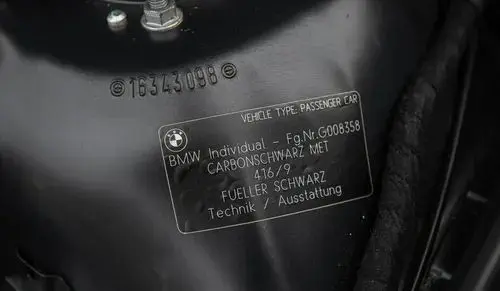 ©16343098©
VEHICLE TYPE: PASSENGER CAR
BMW Individual - Fg.Nr.G008358
CARBONSCHWARZ MET
416/9
FUELLER SCHWARZ
Technik / Ausstattung